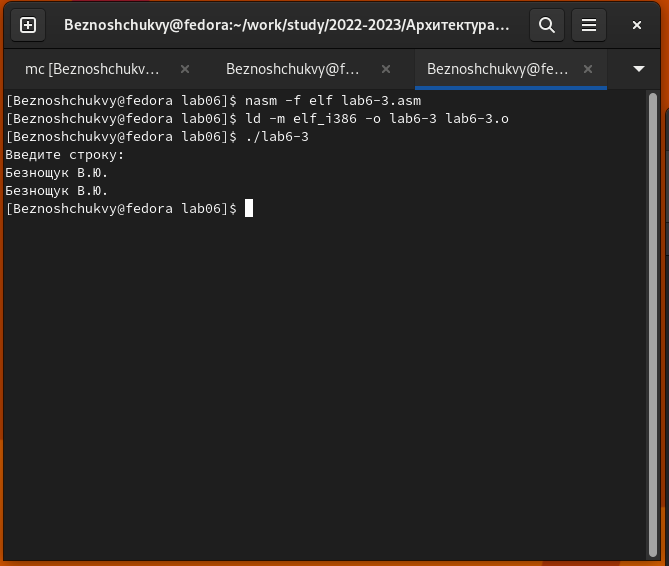 Beznoshchukvy@fedora:~/work/study/2022-2023/Архитектура…
mc [Beznoshchukv…
Beznoshchukvy@f…
Beznoshchukvy@fe…
[Beznoshchukvy@fedora lab06]$ nasm -f elf lab6-3.asm
[Beznoshchukvy@fedora lab06]$ ld -m elf_i386 -o lab6-3 lab6-3.o
[Beznoshchukvy@fedora lab06]$ ./lab6-3
Введите строку:
Безнощук В.Ю.
Безнощук В.Ю.
[Beznoshchukvy@fedora lab06]$